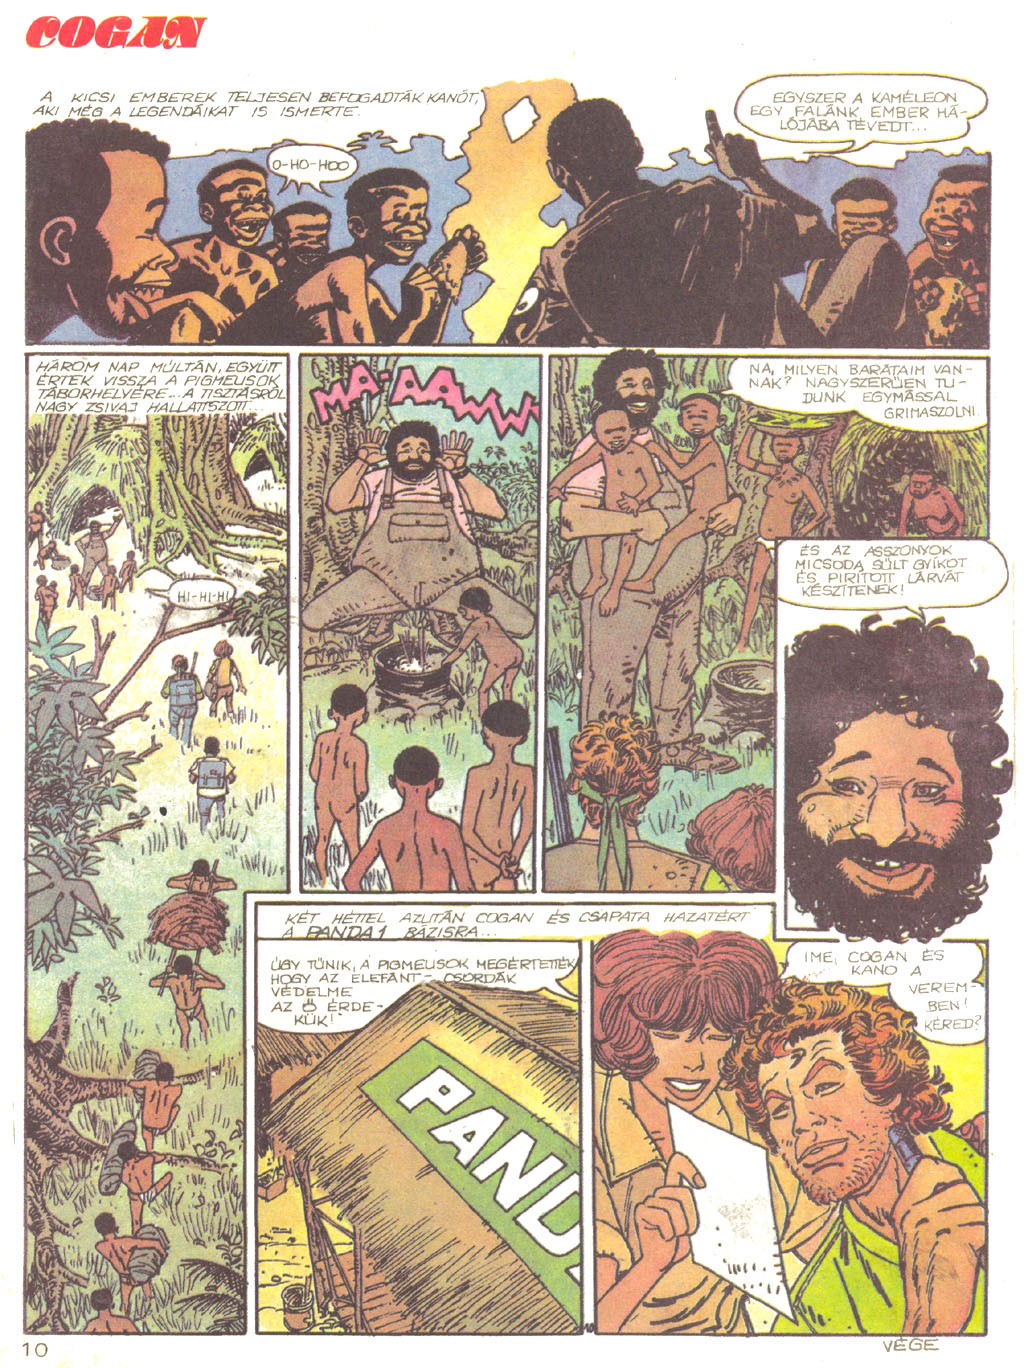 COGAN
A KICSI EMBEREK TELJESEN BEFOGADTÁK KANÓT,
AKI MÉG A LEGENDÁIKAT IS ISMERTE.
O-HO-HOO
EGYSZER A KAMÉLEON
EGY FALÁNK EMBER HÁ-
LÓJÁBA TÉVEDT...
HÁROM NAP MÚLTÁN, EGYÜTT
ÉRTEK VISSZA A PIGMEUSOK
TÁBORHELYÉRE... A TISZTÁSRÓL
NAGY ZSIVAJ HALLATSZOTT...
HI-HI-HI
MA-AAWW
NA, MILYEN BARÁTAIM VAN-
NAK? NAGYSZERŰEN TU-
DUNK EGYMÁSSAL
GRIMASZOLNI.
ÉS AZ ASSZONYOK
MICSODA SÜLT GYÍKOT
ÉS PIRÍTOTT LÁRVÁT
KÉSZÍTENEK!
KÉT HÉTTEL AZUTÁN COGAN ÉS CSAPATA HAZATÉRT
A PANDA 1 BÁZISRA...
ÚGY TŰNIK, A PIGMEUSOK MEGÉRTETTÉK,
HOGY AZ ELEFÁNT-CSORDÁK
VÉDELME
AZ Ő ÉRDE-
KÜK!
PANDA
ÍME, COGAN ÉS
KANO A
VEREM-
BEN!
KÉRED?
10
VÉGE